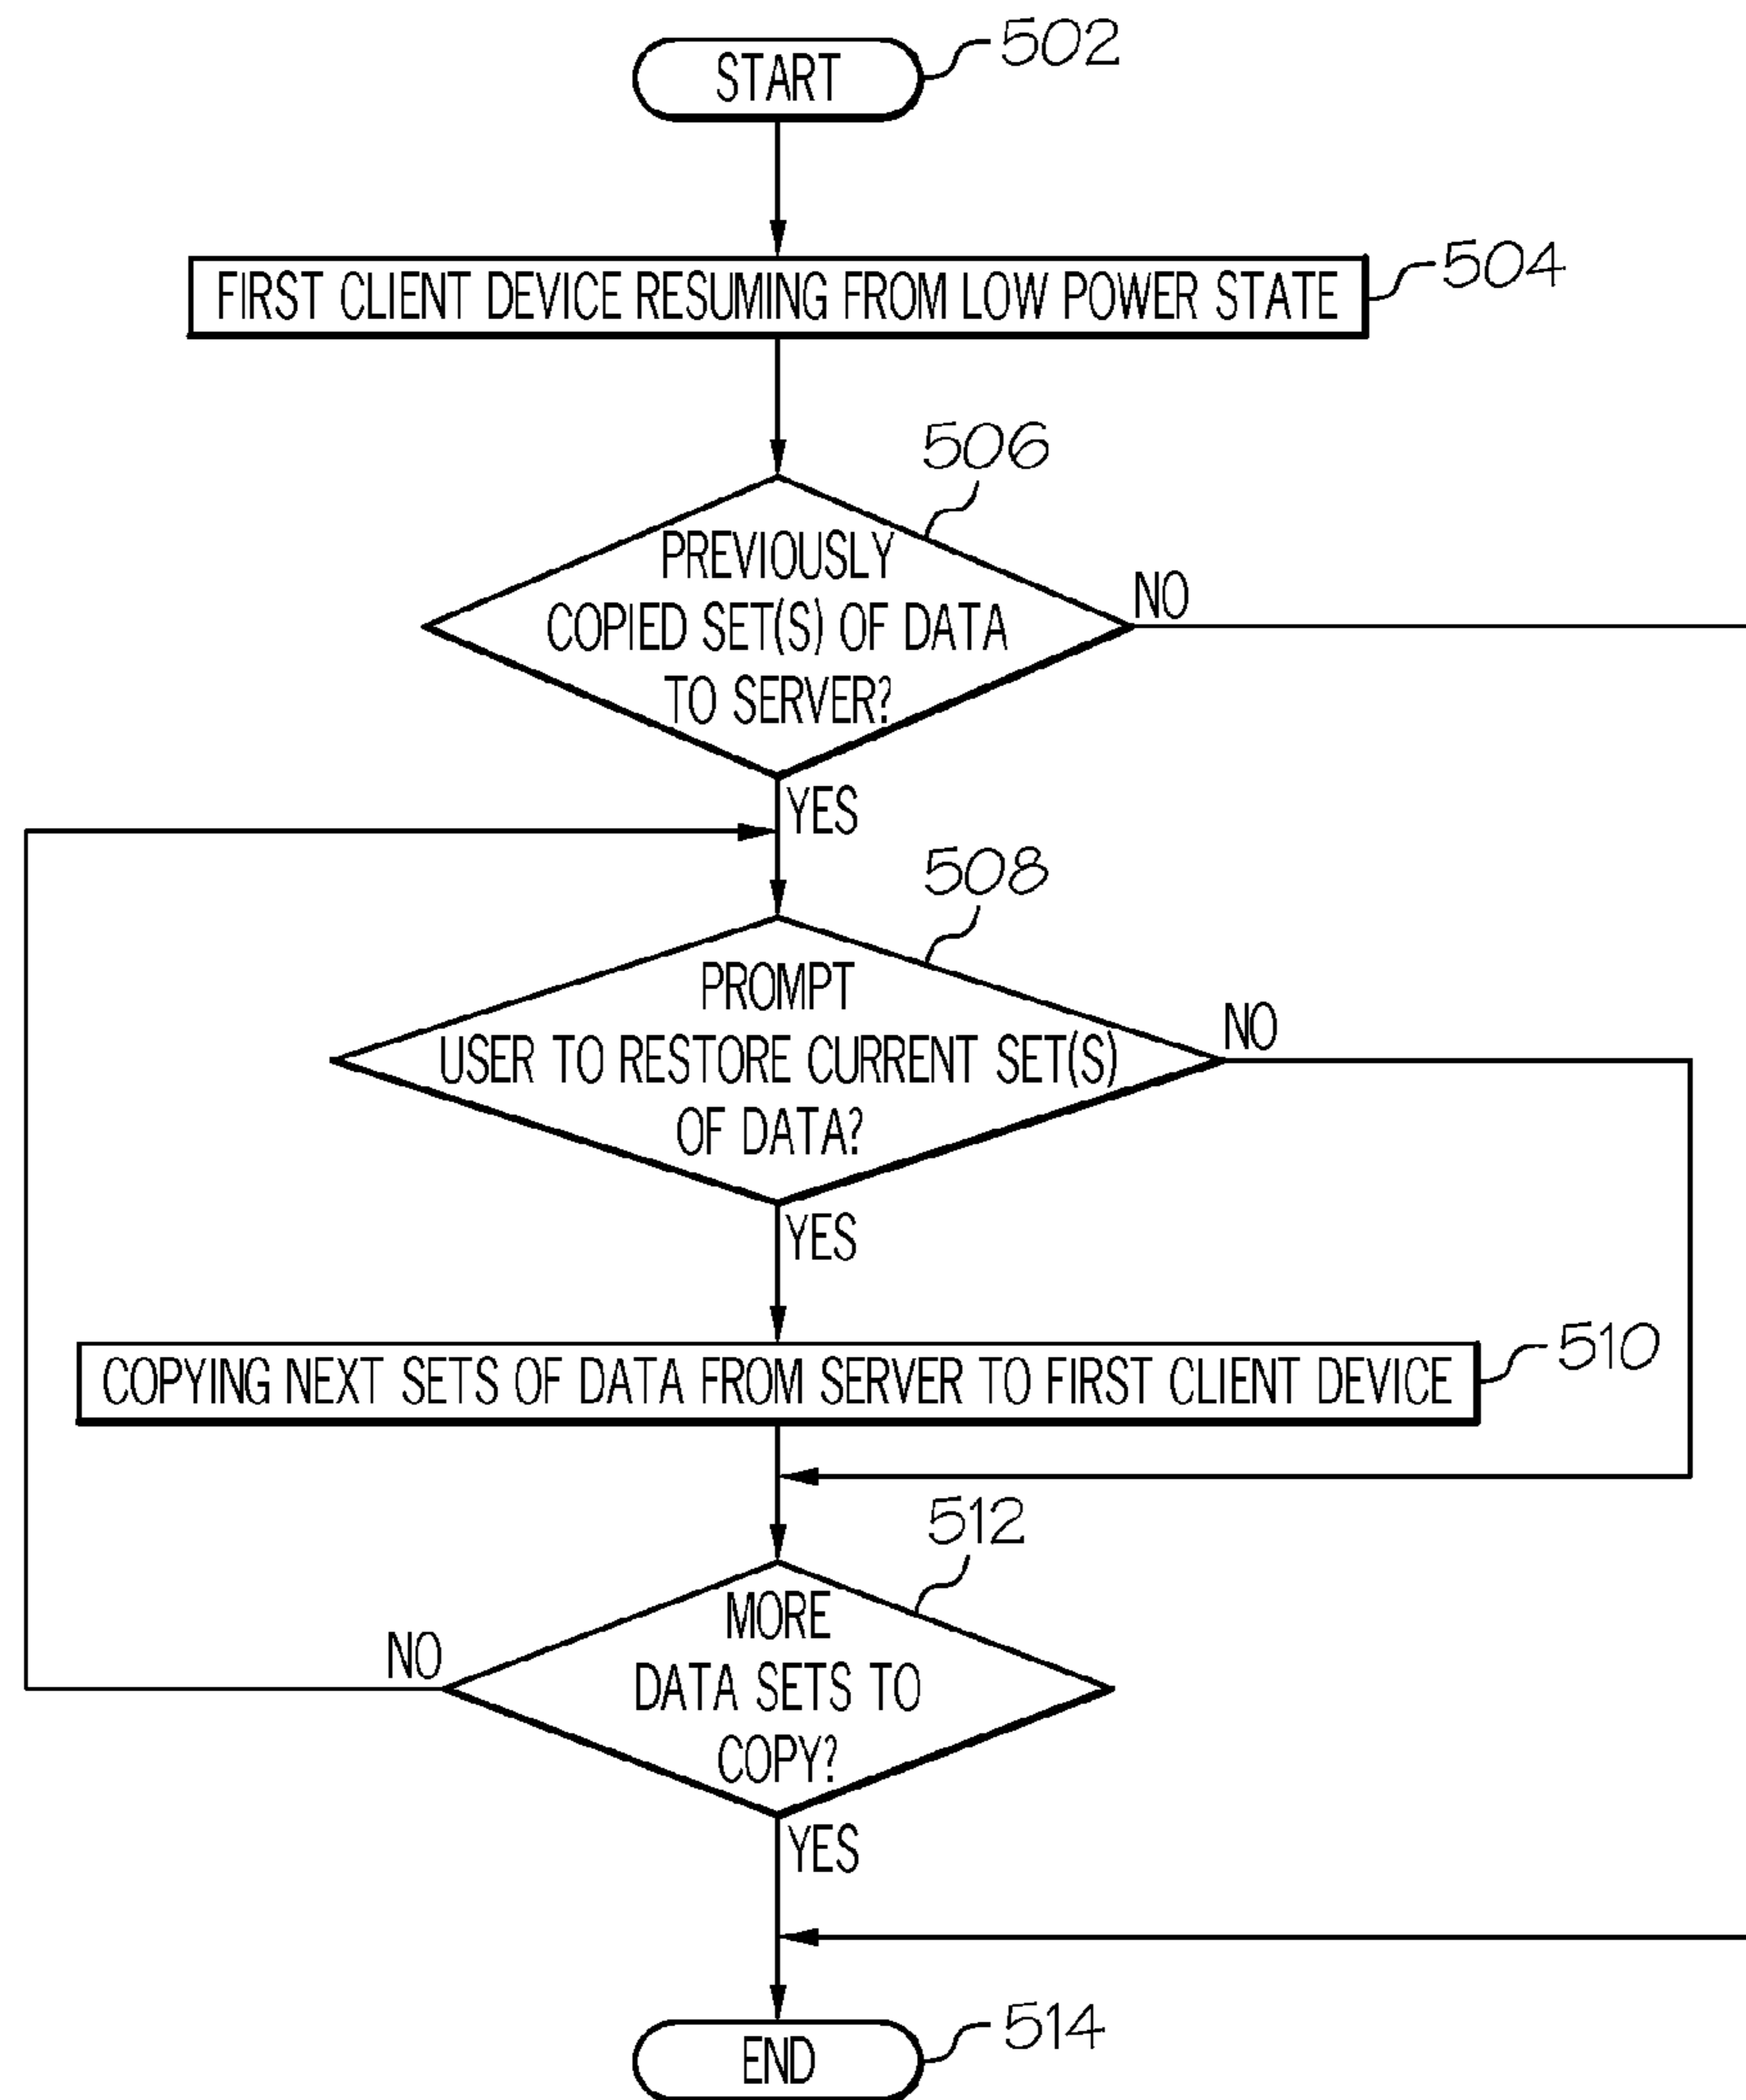 START
502
FIRST CLIENT DEVICE RESUMING FROM LOW POWER STATE
504
506
PREVIOUSLY
COPIED SET(S) OF DATA
TO SERVER?
NO
YES
508
PROMPT
USER TO RESTORE CURRENT SET(S)
OF DATA?
NO
YES
COPYING NEXT SETS OF DATA FROM SERVER TO FIRST CLIENT DEVICE
510
512
MORE
DATA SETS TO
COPY?
NO
YES
END
514